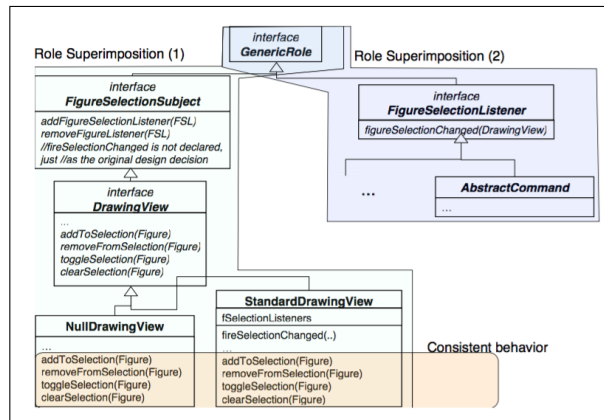 interface
GenericRole
Role Superimposition (1)
Role Superimposition (2)
interface
FigureSelectionSubject
addFigureSelectionListener(FSL)
removeFigureListener(FSL)
//fireSelectionChanged is not declared,
just //as the original design decision
interface
FigureSelectionListener
figureSelectionChanged(DrawingView)
...
AbstractCommand
...
interface
DrawingView
...
addToSelection(Figure)
removeFromSelection(Figure)
toggleSelection(Figure)
clearSelection(Figure)
NullDrawingView
...
addToSelection(Figure)
removeFromSelection(Figure)
toggleSelection(Figure)
clearSelection(Figure)
StandardDrawingView
fSelectionListeners
fireSelectionChanged(..)
...
addToSelection(Figure)
removeFromSelection(Figure)
toggleSelection(Figure)
clearSelection(Figure)
Consistent behavior